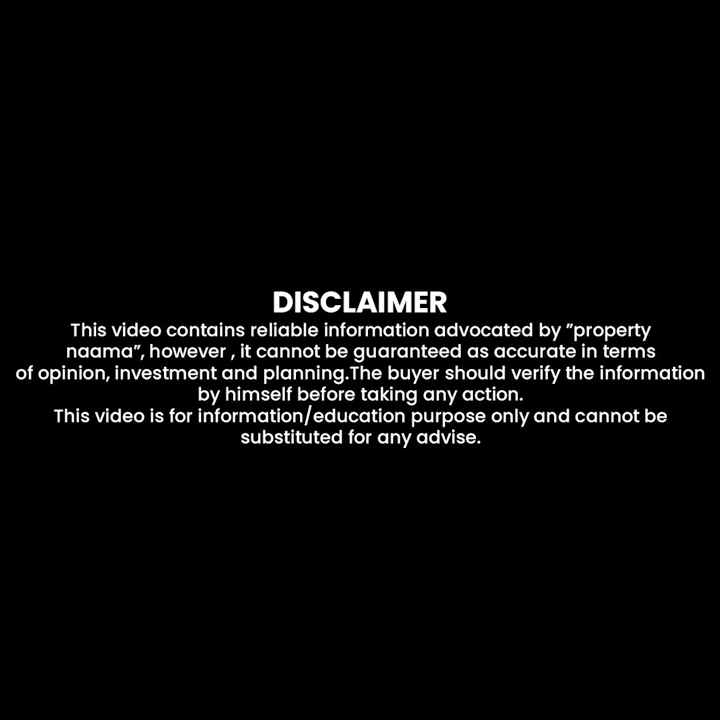 DISCLAIMER
This video contains reliable information advocated by ”property
naama”, however , it cannot be guaranteed as accurate in terms
of opinion, investment and planning.The buyer should verify the information
by himself before taking any action.
This video is for information/education purpose only and cannot be
substituted for any advise.